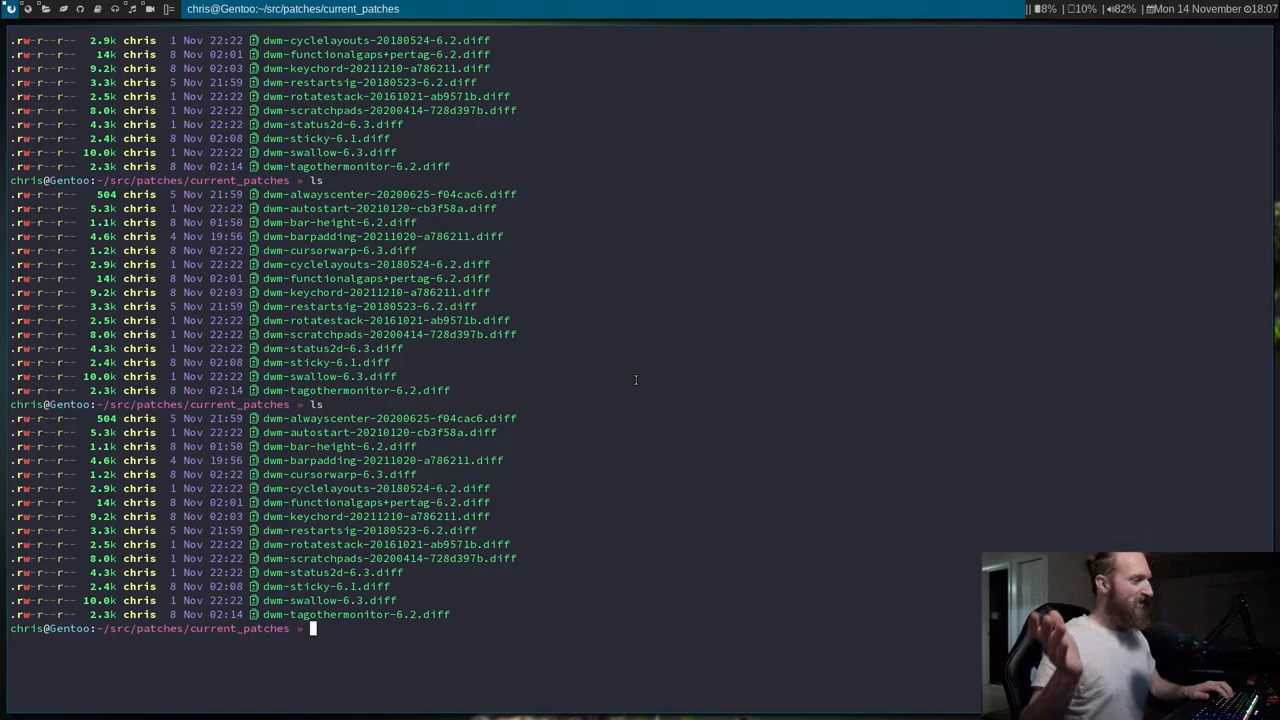 []= chris@Gentoo:~/src/patches/current_patches || 8% 10% 82% Mon 14 November 18:07
.rw-r--r-- 2.9k chris 1 Nov 22:22 dwm-cyclelayouts-20180524-6.2.diff
.rw-r--r-- 14k chris 8 Nov 02:01 dwm-functionalgaps+pertag-6.2.diff
.rw-r--r-- 9.2k chris 8 Nov 02:03 dwm-keychord-20211210-a786211.diff
.rw-r--r-- 3.3k chris 5 Nov 21:59 dwm-restartsig-20180523-6.2.diff
.rw-r--r-- 2.5k chris 1 Nov 22:22 dwm-rotatestack-20161021-ab9571b.diff
.rw-r--r-- 8.0k chris 1 Nov 22:22 dwm-scratchpads-20200414-728d397b.diff
.rw-r--r-- 4.3k chris 1 Nov 22:22 dwm-status2d-6.3.diff
.rw-r--r-- 2.4k chris 8 Nov 02:08 dwm-sticky-6.1.diff
.rw-r--r-- 10.0k chris 1 Nov 22:22 dwm-swallow-6.3.diff
.rw-r--r-- 2.3k chris 8 Nov 02:14 dwm-tagothermonitor-6.2.diff
chris@Gentoo:~/src/patches/current_patches » ls
.rw-r--r-- 504 chris 5 Nov 21:59 dwm-alwayscenter-20200625-f04cac6.diff
.rw-r--r-- 5.3k chris 1 Nov 22:22 dwm-autostart-20210120-cb3f58a.diff
.rw-r--r-- 1.1k chris 8 Nov 01:50 dwm-bar-height-6.2.diff
.rw-r--r-- 4.6k chris 4 Nov 19:56 dwm-barpadding-20211020-a786211.diff
.rw-r--r-- 1.2k chris 8 Nov 02:22 dwm-cursorwarp-6.3.diff
.rw-r--r-- 2.9k chris 1 Nov 22:22 dwm-cyclelayouts-20180524-6.2.diff
.rw-r--r-- 14k chris 8 Nov 02:01 dwm-functionalgaps+pertag-6.2.diff
.rw-r--r-- 9.2k chris 8 Nov 02:03 dwm-keychord-20211210-a786211.diff
.rw-r--r-- 3.3k chris 5 Nov 21:59 dwm-restartsig-20180523-6.2.diff
.rw-r--r-- 2.5k chris 1 Nov 22:22 dwm-rotatestack-20161021-ab9571b.diff
.rw-r--r-- 8.0k chris 1 Nov 22:22 dwm-scratchpads-20200414-728d397b.diff
.rw-r--r-- 4.3k chris 1 Nov 22:22 dwm-status2d-6.3.diff
.rw-r--r-- 2.4k chris 8 Nov 02:08 dwm-sticky-6.1.diff
.rw-r--r-- 10.0k chris 1 Nov 22:22 dwm-swallow-6.3.diff
.rw-r--r-- 2.3k chris 8 Nov 02:14 dwm-tagothermonitor-6.2.diff
chris@Gentoo:~/src/patches/current_patches » ls
.rw-r--r-- 504 chris 5 Nov 21:59 dwm-alwayscenter-20200625-f04cac6.diff
.rw-r--r-- 5.3k chris 1 Nov 22:22 dwm-autostart-20210120-cb3f58a.diff
.rw-r--r-- 1.1k chris 8 Nov 01:50 dwm-bar-height-6.2.diff
.rw-r--r-- 4.6k chris 4 Nov 19:56 dwm-barpadding-20211020-a786211.diff
.rw-r--r-- 1.2k chris 8 Nov 02:22 dwm-cursorwarp-6.3.diff
.rw-r--r-- 2.9k chris 1 Nov 22:22 dwm-cyclelayouts-20180524-6.2.diff
.rw-r--r-- 14k chris 8 Nov 02:01 dwm-functionalgaps+pertag-6.2.diff
.rw-r--r-- 9.2k chris 8 Nov 02:03 dwm-keychord-20211210-a786211.diff
.rw-r--r-- 3.3k chris 5 Nov 21:59 dwm-restartsig-20180523-6.2.diff
.rw-r--r-- 2.5k chris 1 Nov 22:22 dwm-rotatestack-20161021-ab9571b.diff
.rw-r--r-- 8.0k chris 1 Nov 22:22 dwm-scratchpads-20200414-728d397b.diff
.rw-r--r-- 4.3k chris 1 Nov 22:22 dwm-status2d-6.3.diff
.rw-r--r-- 2.4k chris 8 Nov 02:08 dwm-sticky-6.1.diff
.rw-r--r-- 10.0k chris 1 Nov 22:22 dwm-swallow-6.3.diff
.rw-r--r-- 2.3k chris 8 Nov 02:14 dwm-tagothermonitor-6.2.diff
chris@Gentoo:~/src/patches/current_patches »